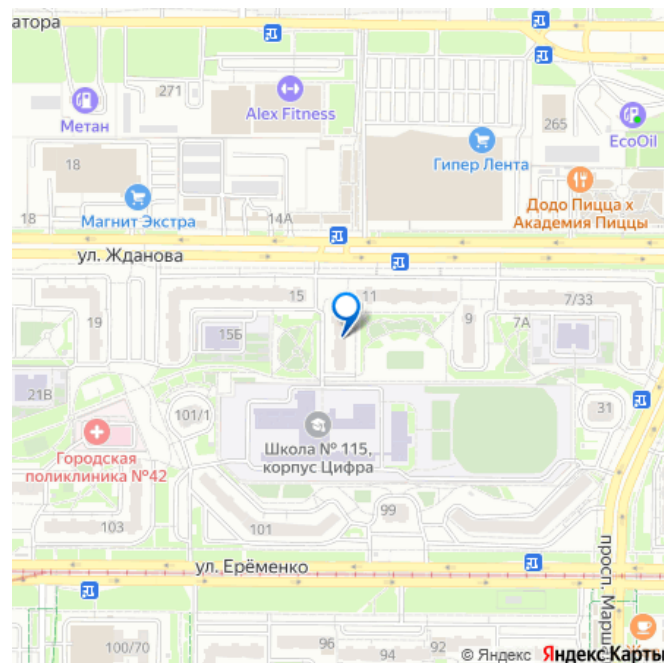 атора
Метан
271
Alex Fitness
Гипер Лента
265
EcoOil
18
Магнит Экстра
18
14А
Додо Пицца х
Академия Пиццы
ул. Жданова
15
11
7/33
19
15Б
9
7А
21В
101/1
31
Школа № 115,
корпус Цифра
Городская
поликлиника №42
103
101
99
ул. Ерёменко
просп. Марш
100/70
96
94
92
© Яндекс Яндекс Карты